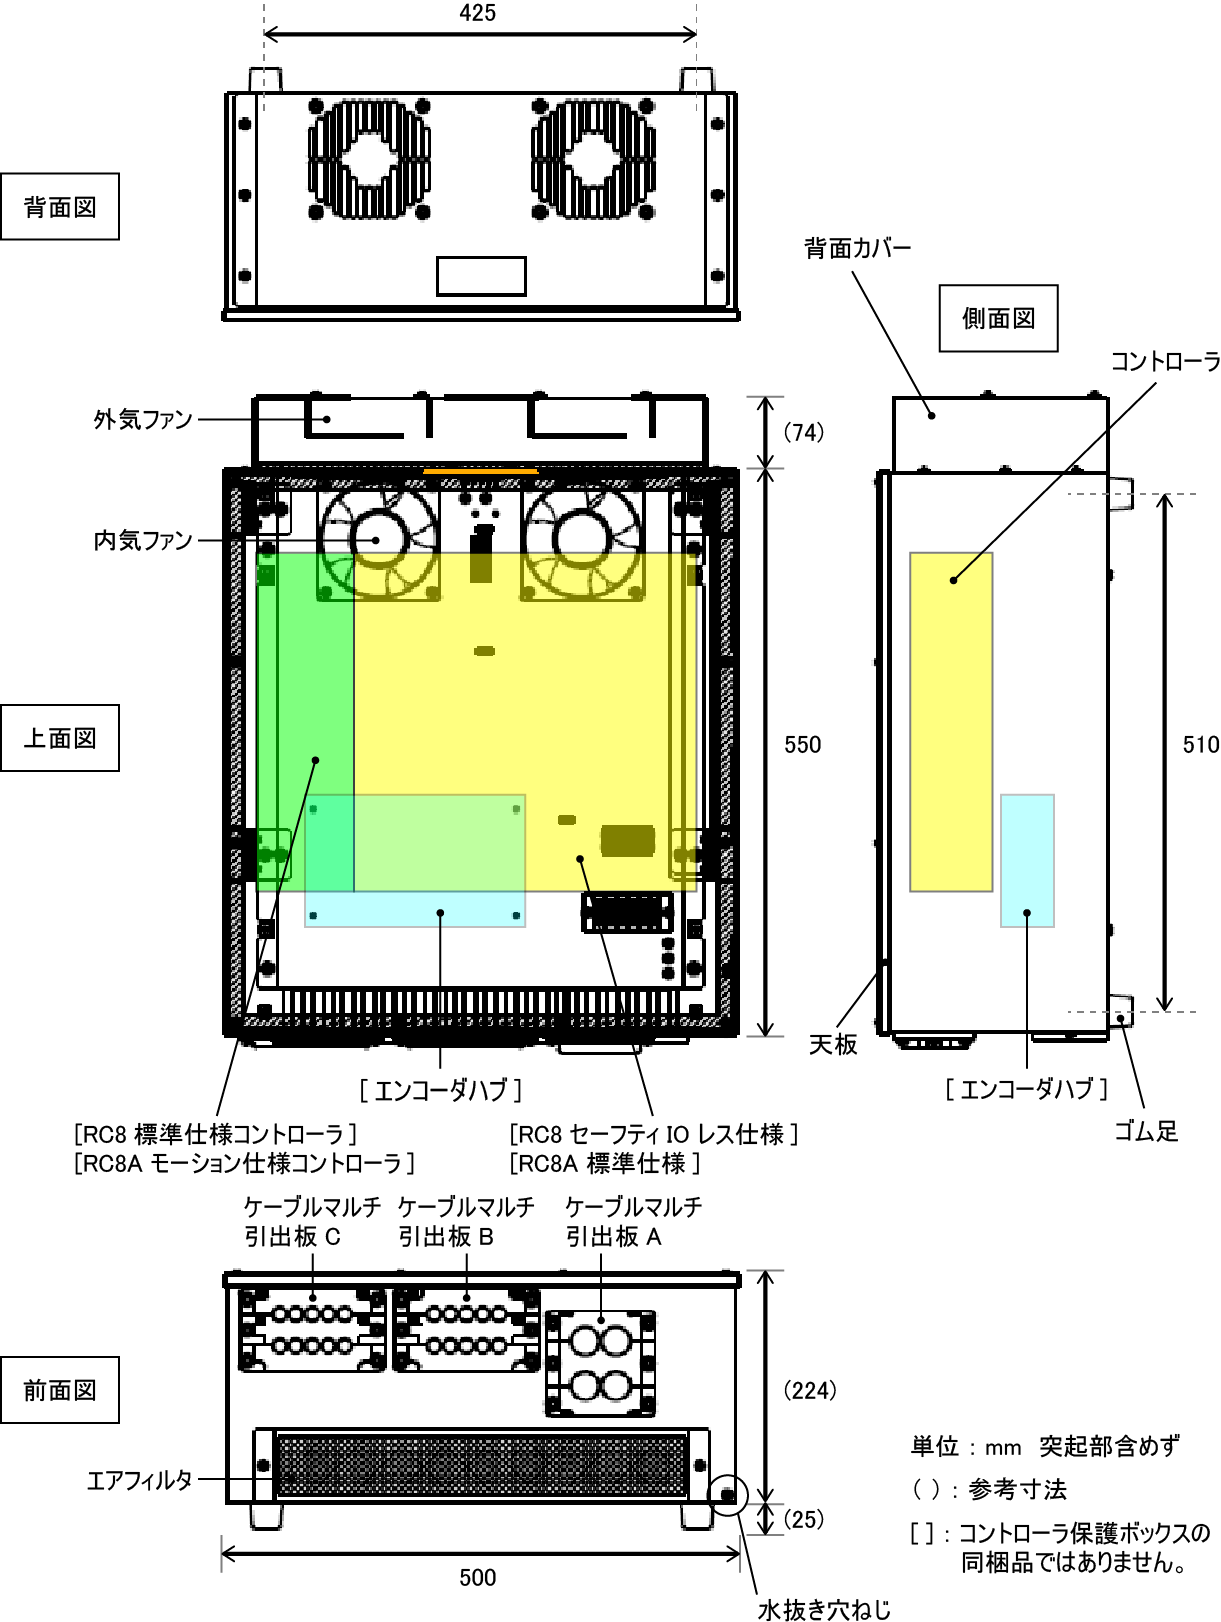 425
背面図
背面カバー
側面図
コントローラ
外気ファン
(74)
内気ファン
上面図
550
510
天板
[ エンコーダハブ ]
[ エンコーダハブ ]
ゴム足
[RC8 標準仕様コントローラ ]
[RC8A モーション仕様コントローラ ]
[RC8 セーフティ IO レス仕様 ]
[RC8A 標準仕様 ]
ケーブルマルチ
引出板 C
ケーブルマルチ
引出板 B
ケーブルマルチ
引出板 A
前面図
(224)
エアフィルタ
(25)
500
水抜き穴ねじ
単位 : mm 突起部含めず
( ) : 参考寸法
[ ] : コントローラ保護ボックスの
同梱品ではありません。